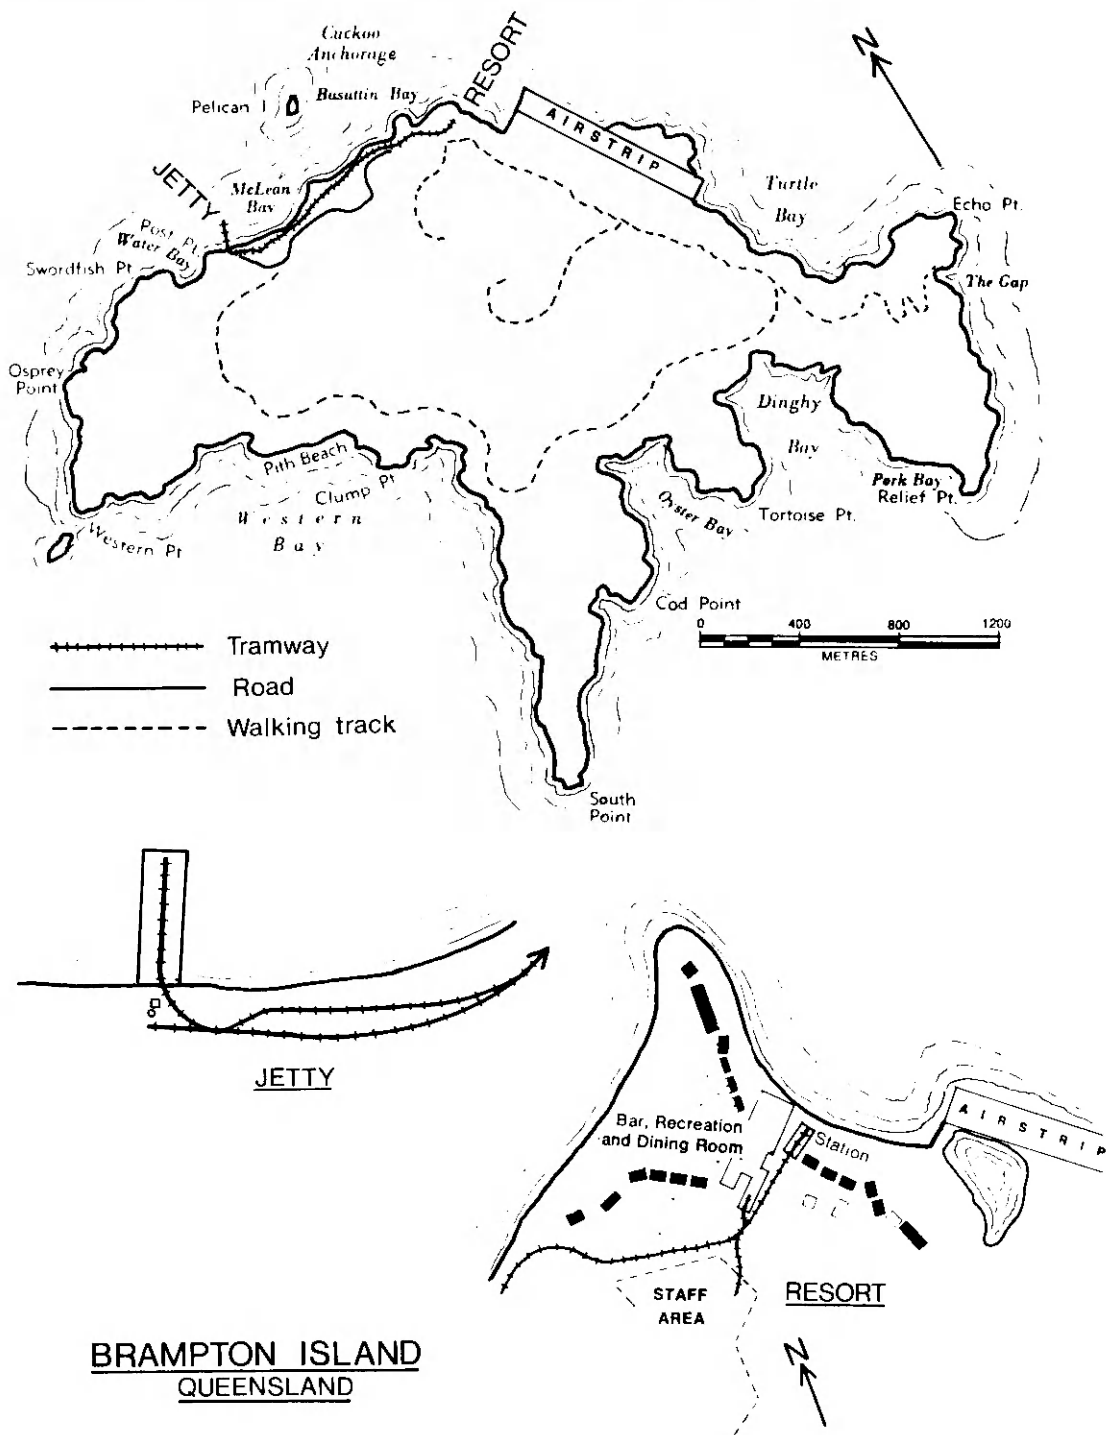 Cuckoo
Anchorage
RESORT
N
Pelican
Basuttin Bay
AIRSTRIP
JETTY
McLean
Bay
Turtle
Bay
Echo Pt.
Post Pt.
Water Bay
Swordfish Pt.
The Gap
Osprey
Point
Dinghy
Bay
Pith Beach
Clump Pt
Western
Bay
Western Pt
Oyster Bay
Tortoise Pt.
Pork Bay
Relief Pt.
Cod Point
0 400 800 1200
METRES
Tramway
Road
Walking track
South
Point
JETTY
Bar, Recreation
and Dining Room
Station
AIRSTRIP
STAFF
AREA
RESORT
N
BRAMPTON ISLAND
QUEENSLAND